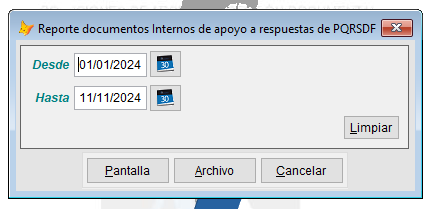 Reporte documentos Internos de apoyo a respuestas de PQRSDF
Desde 01/01/2024 30
Hasta 11/11/2024 30
Limpiar
Pantalla Archivo Cancelar